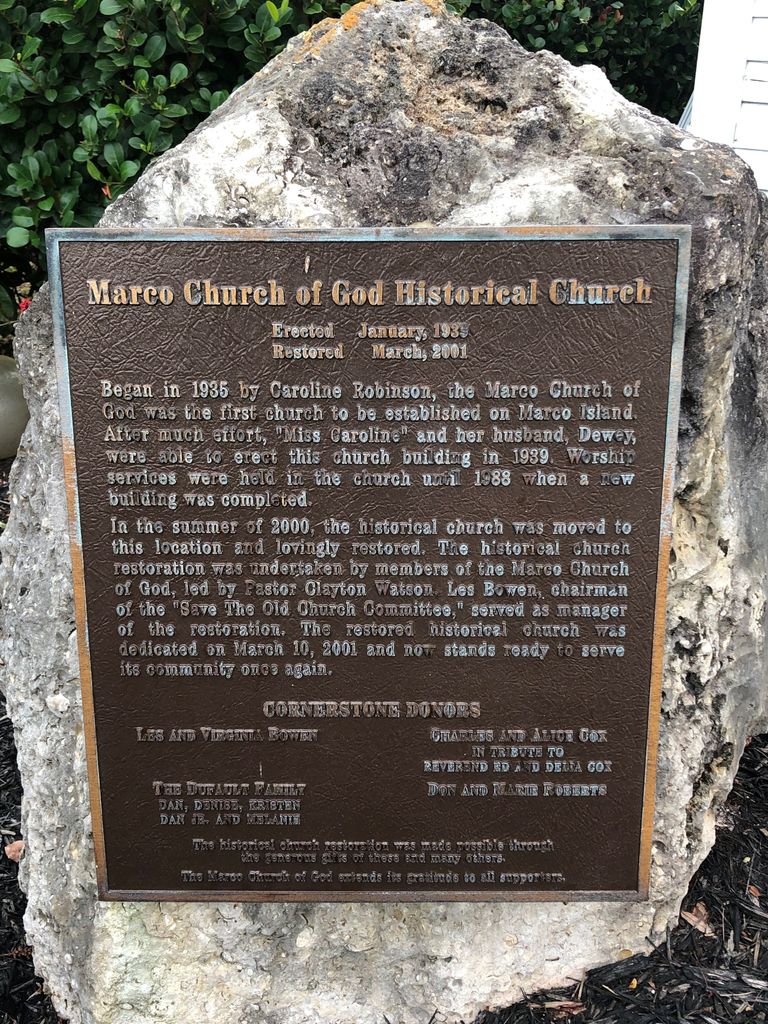 Marco Church of God Historical Church
Erected January, 1939
Restored March, 2001
Began in 1935 by Caroline Robinson, the Marco Church of
God was the first church to be established on Marco Island.
After much effort, "Miss Caroline" and her husband, Dewey,
were able to erect this church building in 1939. Worship
services were held in the church until 1988 when a new
building was completed.
In the summer of 2000, the historical church was moved to
this location and lovingly restored. The historical church
restoration was undertaken by members of the Marco Church
of God, led by Pastor Clayton Watson. Les Bowen, chairman
of the "Save The Old Church Committee," served as manager
of the restoration. The restored historical church was
dedicated on March 10, 2001 and now stands ready to serve
its community once again.
CORNERSTONE DONORS
LES AND VIRGINIA BOWEN
CHARLES AND ALICE COX
IN TRIBUTE TO
REVEREND ED AND DELIA COX
THE DUFAULT FAMILY
DAN, DENISE, KRISTEN
DAN JR. AND MELANIE
DON AND MARIE ROBERTS
The historical church restoration was made possible through
the generous gifts of these and many others.
The Marco Church of God extends its gratitude to all supporters.